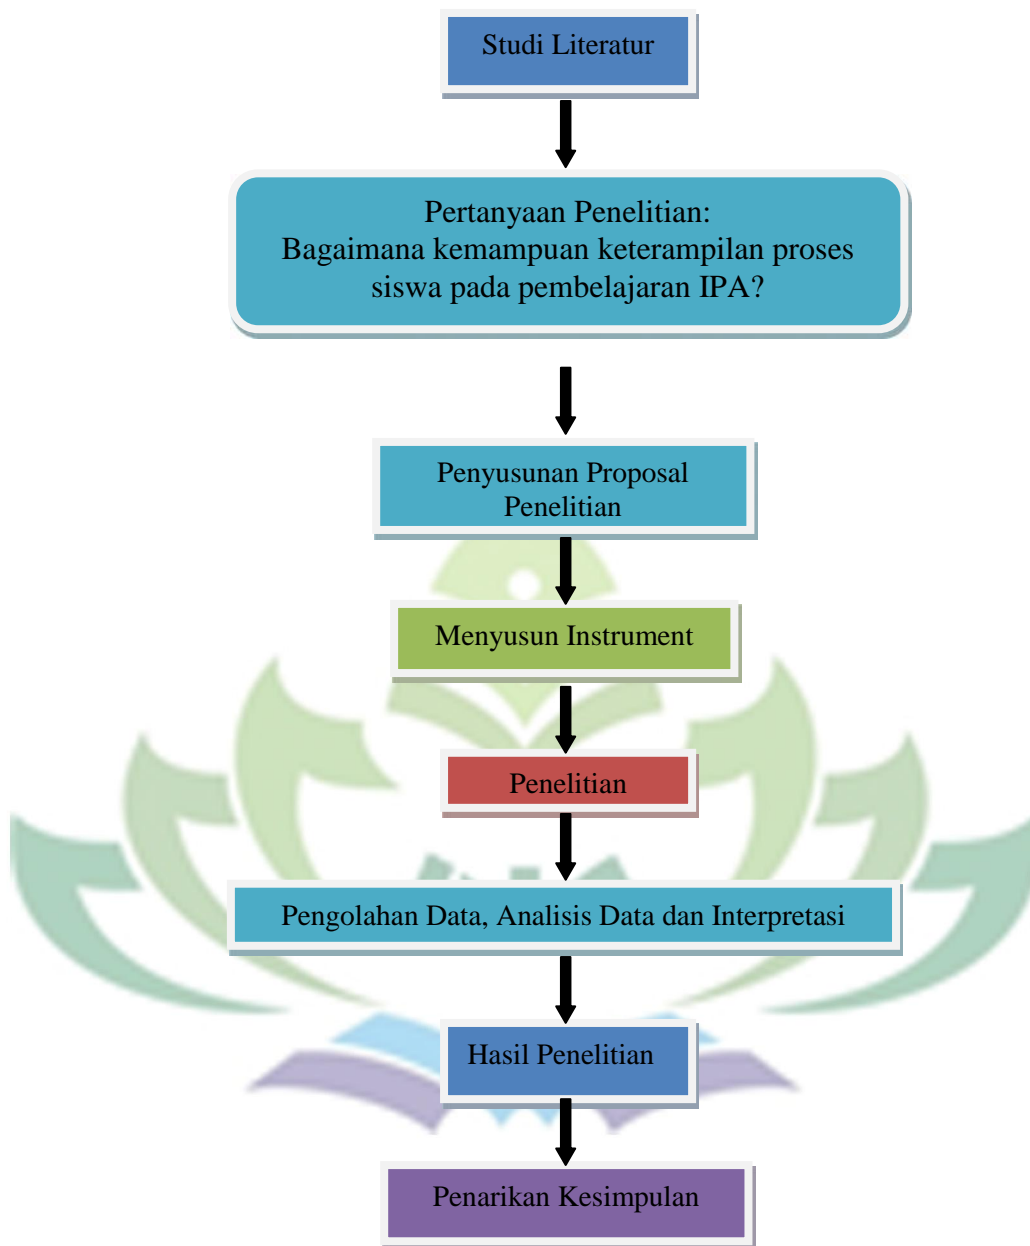 Studi Literatur
Pertanyaan Penelitian:
Bagaimana kemampuan keterampilan proses
siswa pada pembelajaran IPA?
Penyusunan Proposal
Penelitian
Menyusun Instrument
Penelitian
Pengolahan Data, Analisis Data dan Interpretasi
Hasil Penelitian
Penarikan Kesimpulan